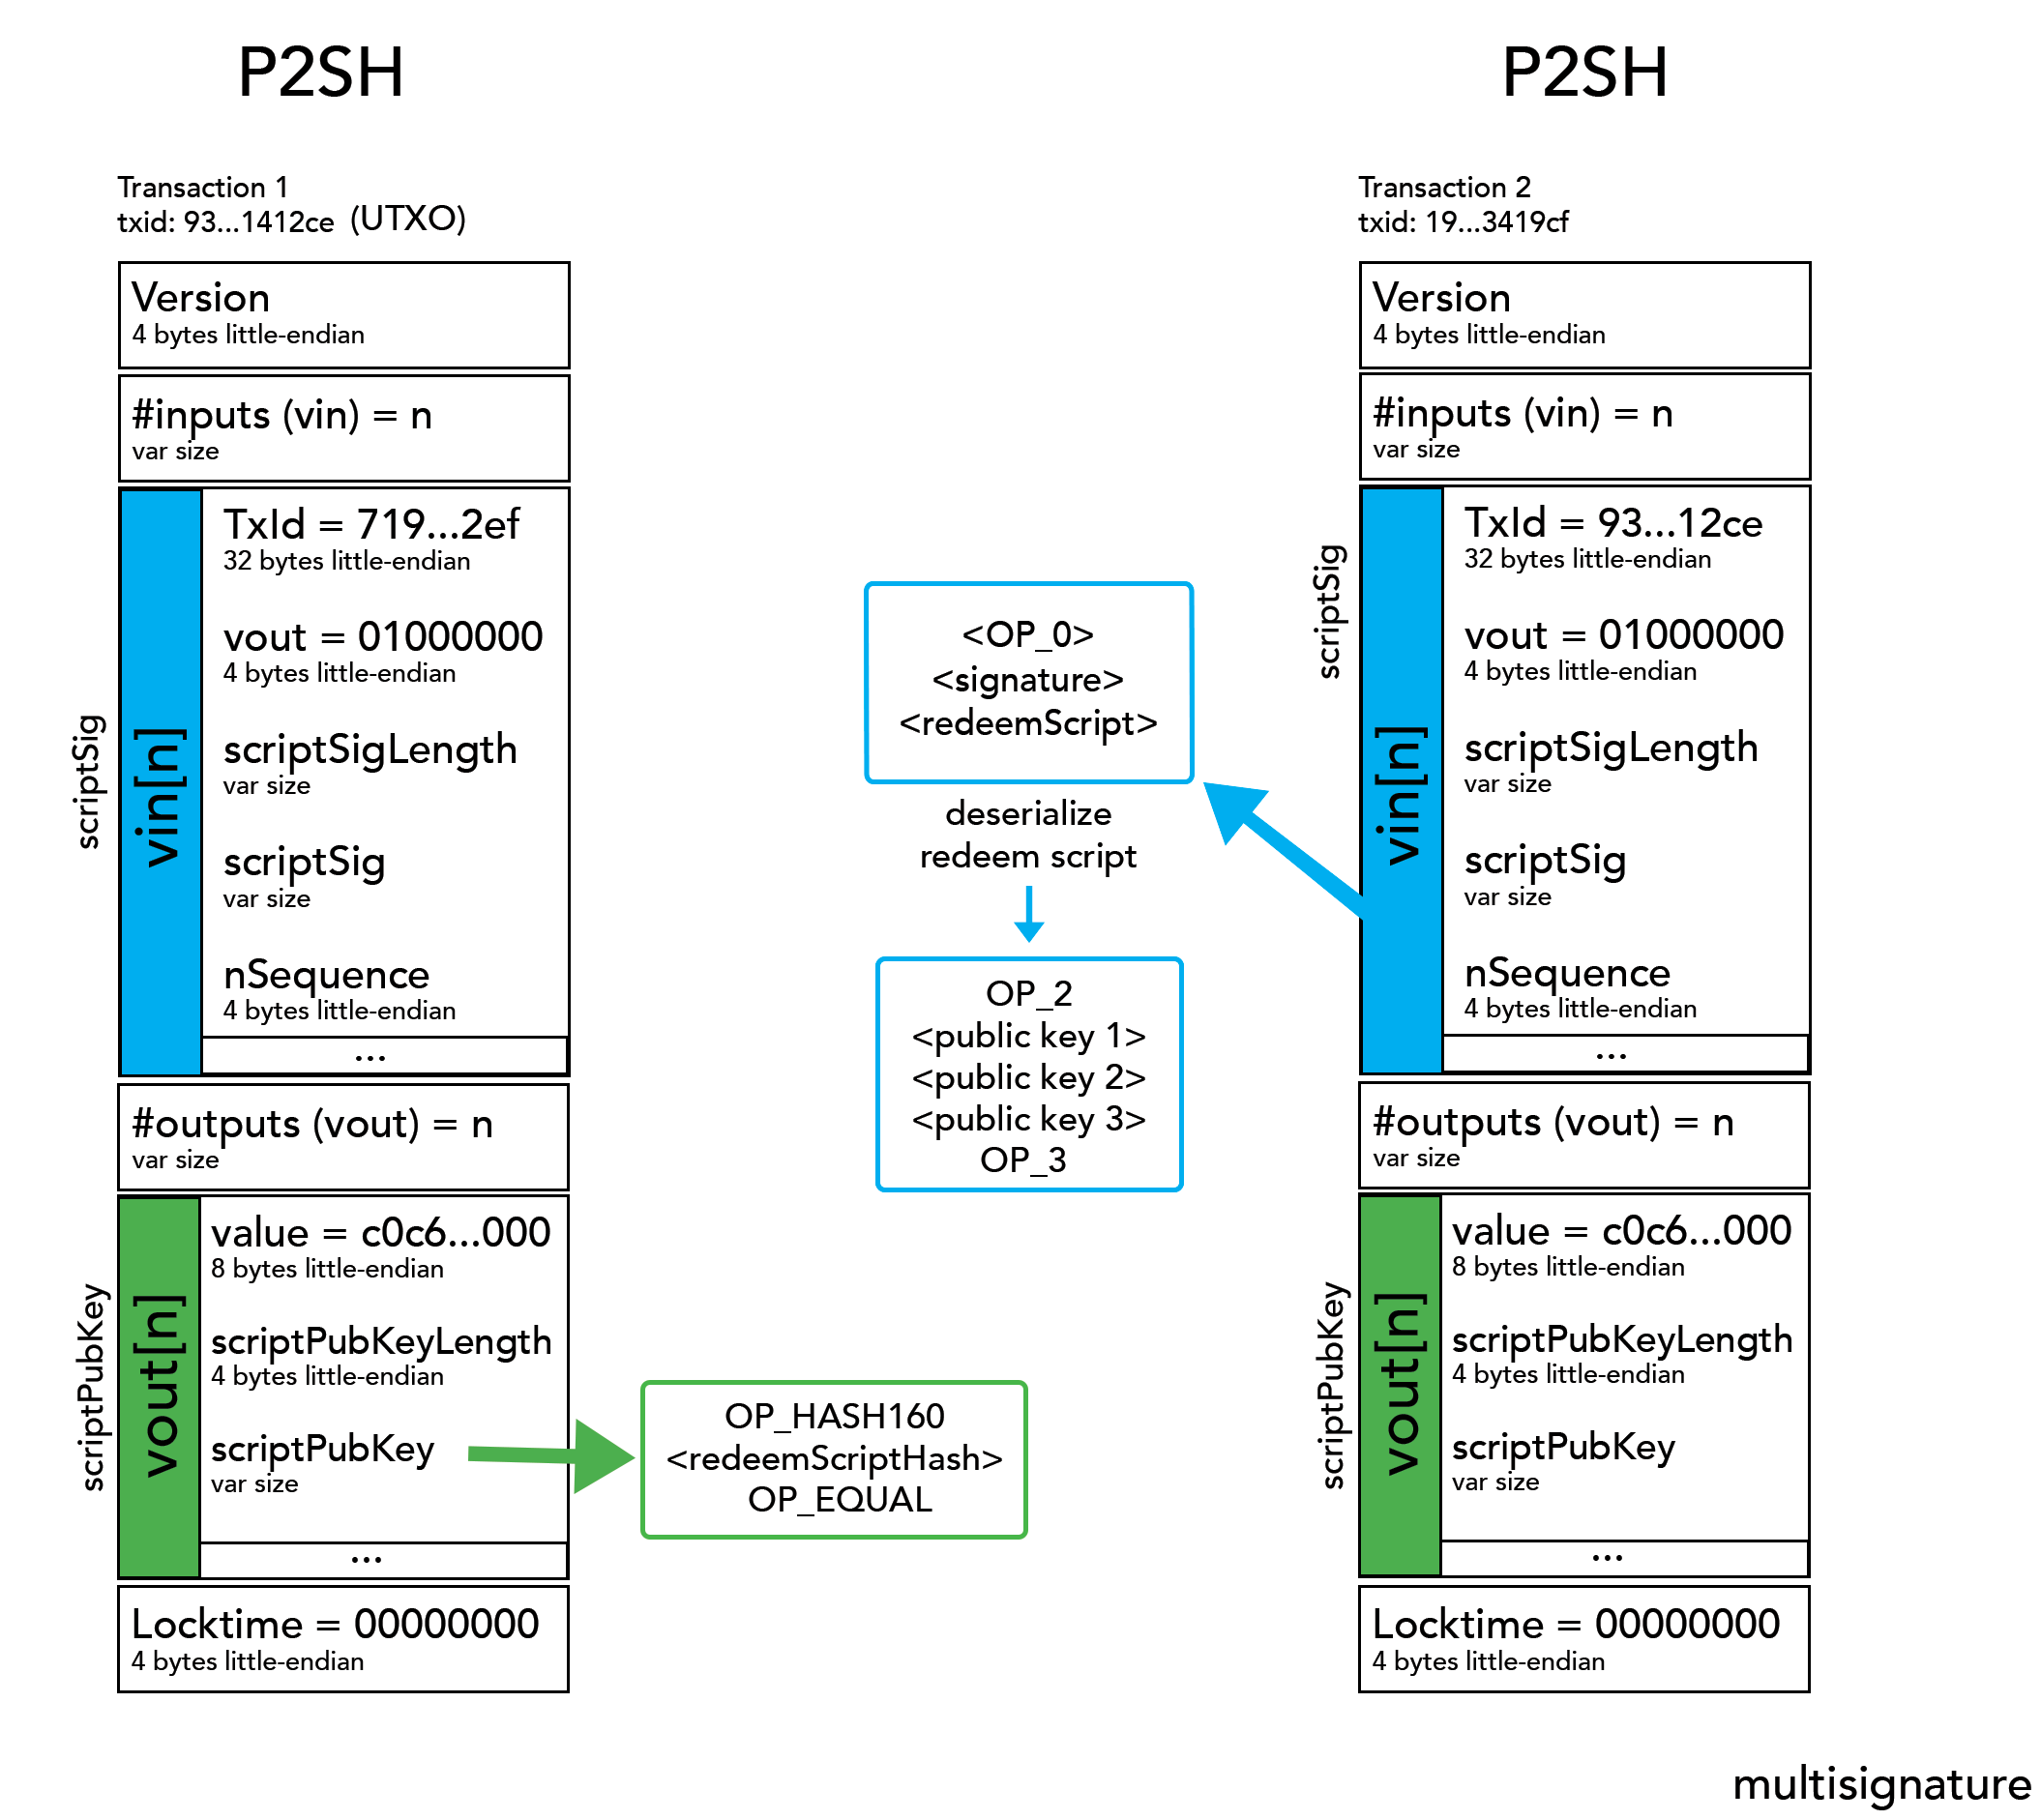 P2SH
Transaction 1
txid: 93...1412ce (UTXO)
Version
4 bytes little-endian
#inputs (vin) = n
var size
scriptSig
vin[n]
TxId = 719...2ef
32 bytes little-endian
vout = 01000000
4 bytes little-endian
scriptSigLength
var size
scriptSig
var size
nSequence
4 bytes little-endian
...
#outputs (vout) = n
var size
scriptPubKey
vout[n]
value = c0c6...000
8 bytes little-endian
scriptPubKeyLength
4 bytes little-endian
scriptPubKey
var size
...
Locktime = 00000000
4 bytes little-endian
<OP_0>
<signature>
<redeemScript>
deserialize
redeem script
OP_2
<public key 1>
<public key 2>
<public key 3>
OP_3
OP_HASH160
<redeemScriptHash>
OP_EQUAL
P2SH
Transaction 2
txid: 19...3419cf
Version
4 bytes little-endian
#inputs (vin) = n
var size
scriptSig
vin[n]
TxId = 93...12ce
32 bytes little-endian
vout = 01000000
4 bytes little-endian
scriptSigLength
var size
scriptSig
var size
nSequence
4 bytes little-endian
...
#outputs (vout) = n
var size
scriptPubKey
vout[n]
value = c0c6...000
8 bytes little-endian
scriptPubKeyLength
4 bytes little-endian
scriptPubKey
var size
...
Locktime = 00000000
4 bytes little-endian
multisignature